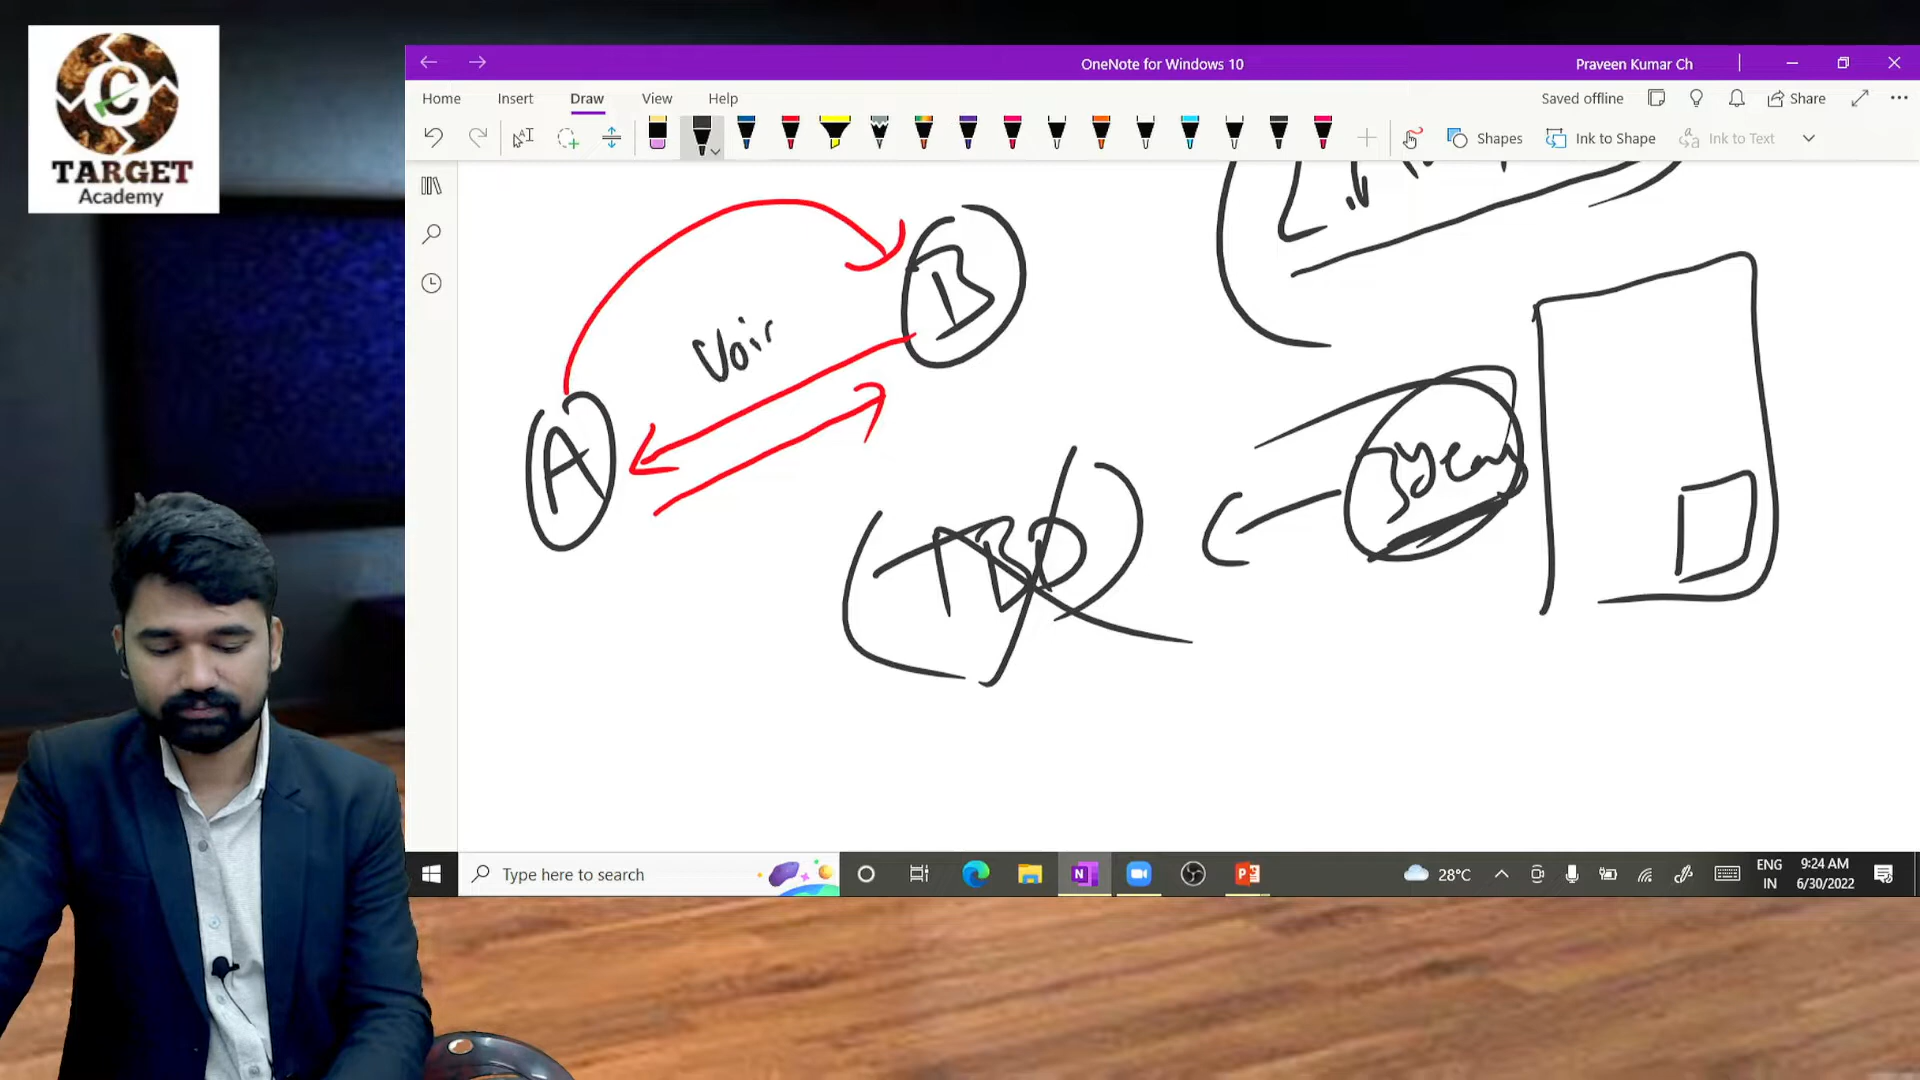 TARGET
Academy
OneNote for Windows 10
Praveen Kumar Ch
Home Insert Draw View Help
Saved offline
Share
Shapes
Ink to Shape
Ink to Text
B
Voir
A
3year
TBD
Type here to search
28°C
ENG
IN
9:24 AM
6/30/2022